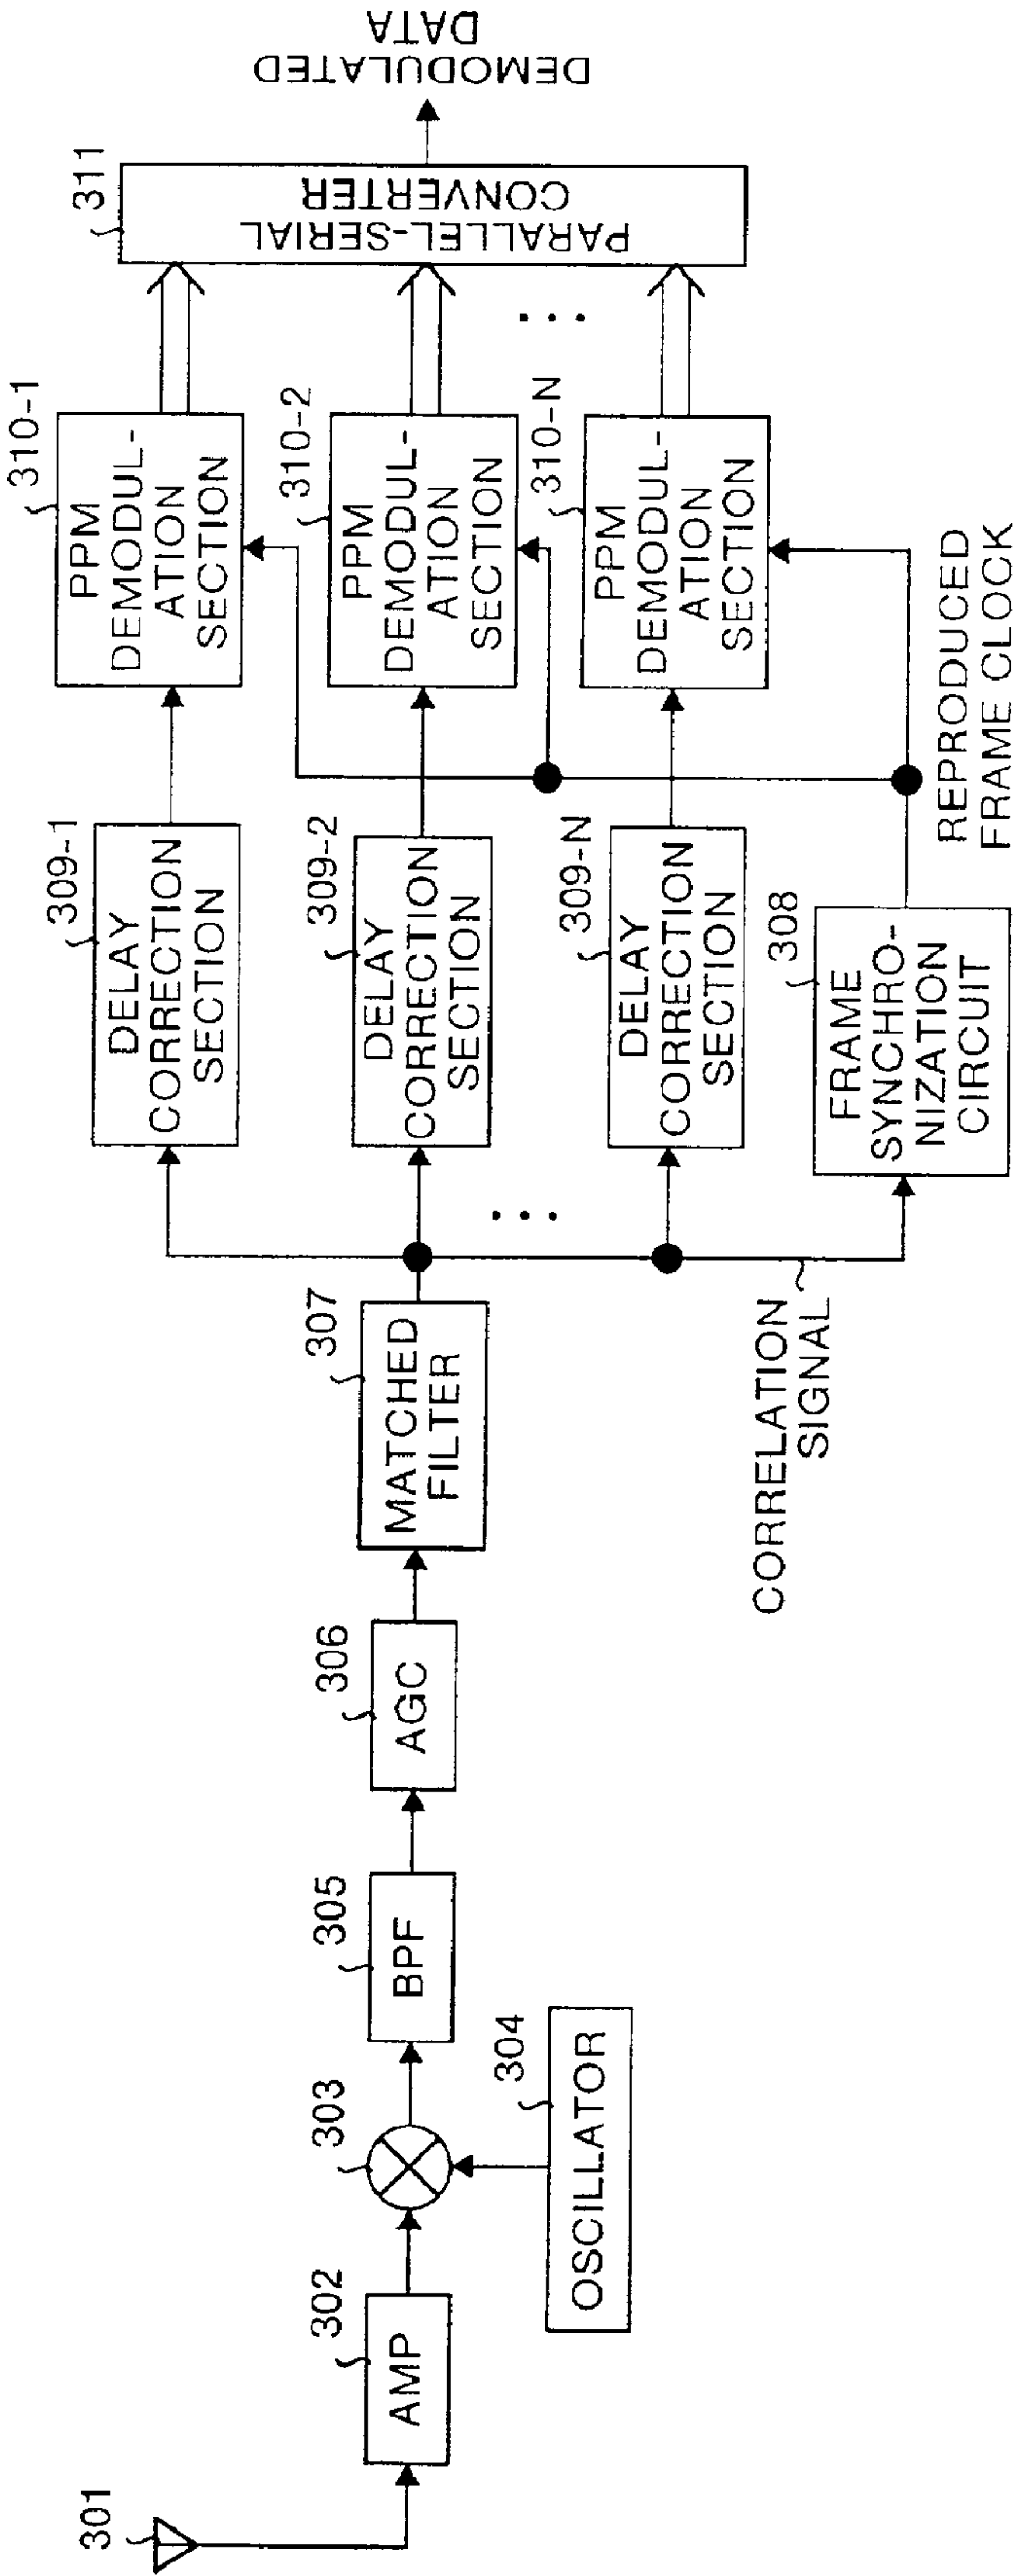 301
302
AMP
303
304
OSCILLATOR
305
BPF
306
AGC
307
MATCHED
FILTER
CORRELATION
SIGNAL
309-1
DELAY
CORRECTION
SECTION
309-2
DELAY
CORRECTION
SECTION
309-N
DELAY
CORRECTION
SECTION
308
FRAME
SYNCHRO-
NIZATION
CIRCUIT
REPRODUCED
FRAME CLOCK
310-1
PPM
DEMODUL-
ATION
SECTION
310-2
PPM
DEMODUL-
ATION
SECTION
310-N
PPM
DEMODUL-
ATION
SECTION
311
PARALLEL-SERIAL
CONVERTER
DEMODULATED
DATA